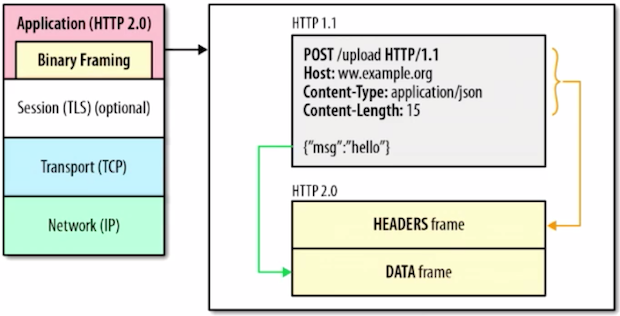 Application (HTTP 2.0)
Binary Framing
Session (TLS) (optional)
Transport (TCP)
Network (IP)
HTTP 1.1
POST /upload HTTP/1.1
Host: ww.example.org
Content-Type: application/json
Content-Length: 15
{"msg":"hello"}
HTTP 2.0
HEADERS frame
DATA frame